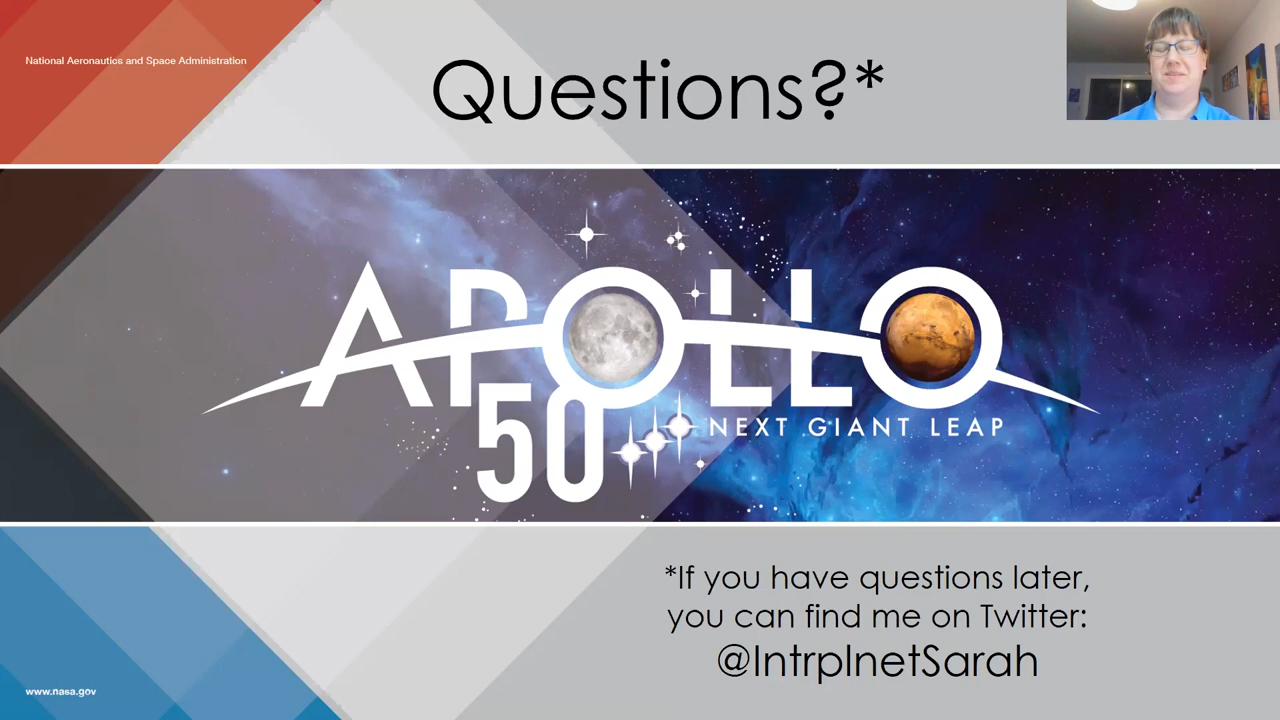 National Aeronautics and Space Administration
Questions?*
APOLLO
50
NEXT GIANT LEAP
*If you have questions later,
you can find me on Twitter:
@IntrplnetSarah
www.nasa.gov